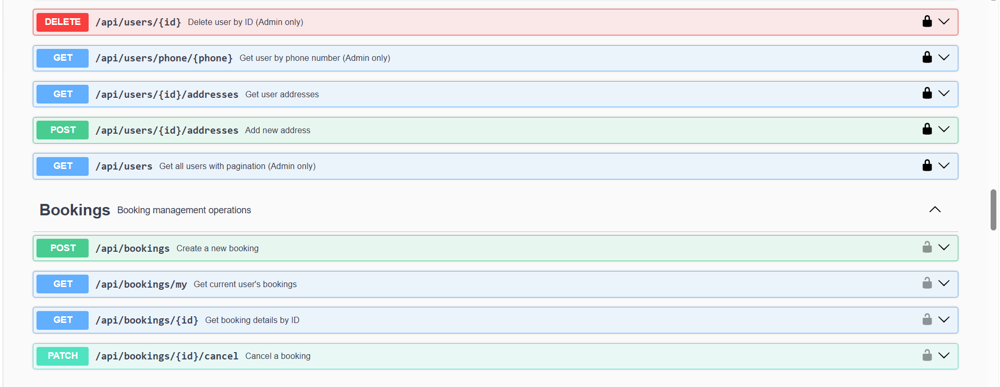 DELETE /api/users/{id} Delete user by ID (Admin only)
GET /api/users/phone/{phone} Get user by phone number (Admin only)
GET /api/users/{id}/addresses Get user addresses
POST /api/users/{id}/addresses Add new address
GET /api/users Get all users with pagination (Admin only)
Bookings Booking management operations
POST /api/bookings Create a new booking
GET /api/bookings/my Get current user's bookings
GET /api/bookings/{id} Get booking details by ID
PATCH /api/bookings/{id}/cancel Cancel a booking